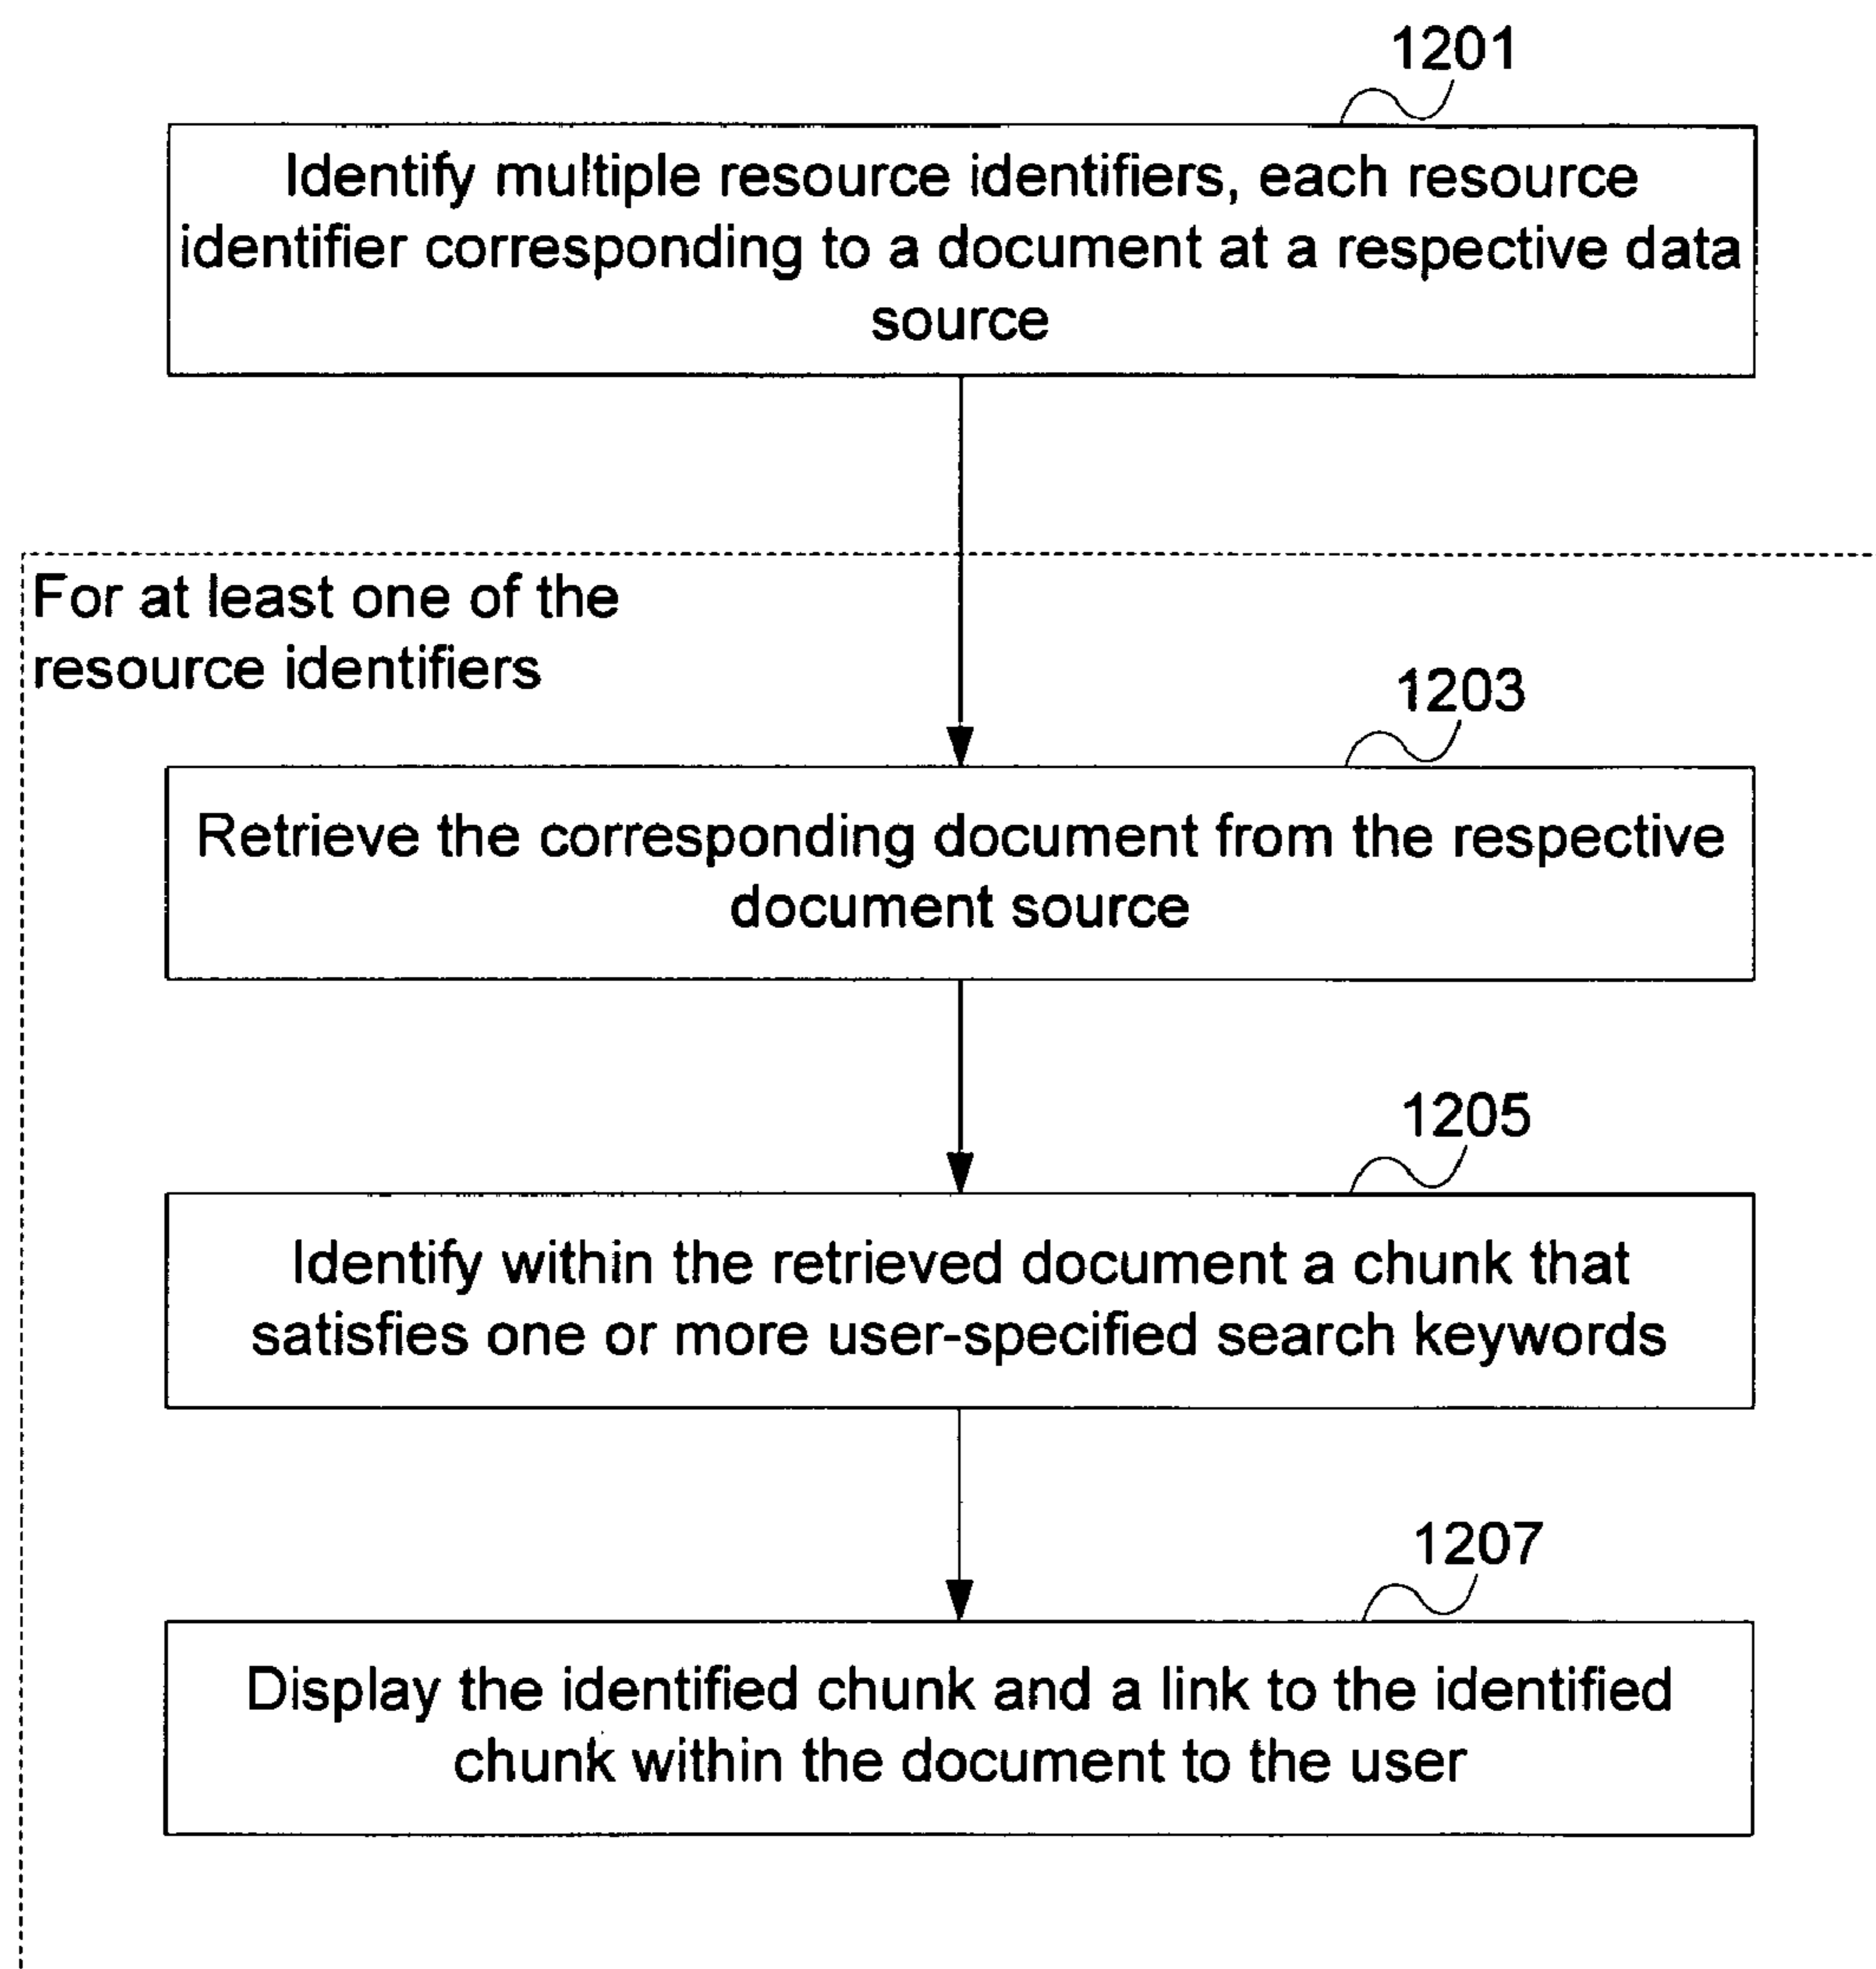 1201
Identify multiple resource identifiers, each resource
identifier corresponding to a document at a respective data
source
For at least one of the
resource identifiers
1203
Retrieve the corresponding document from the respective
document source
1205
Identify within the retrieved document a chunk that
satisfies one or more user-specified search keywords
1207
Display the identified chunk and a link to the identified
chunk within the document to the user